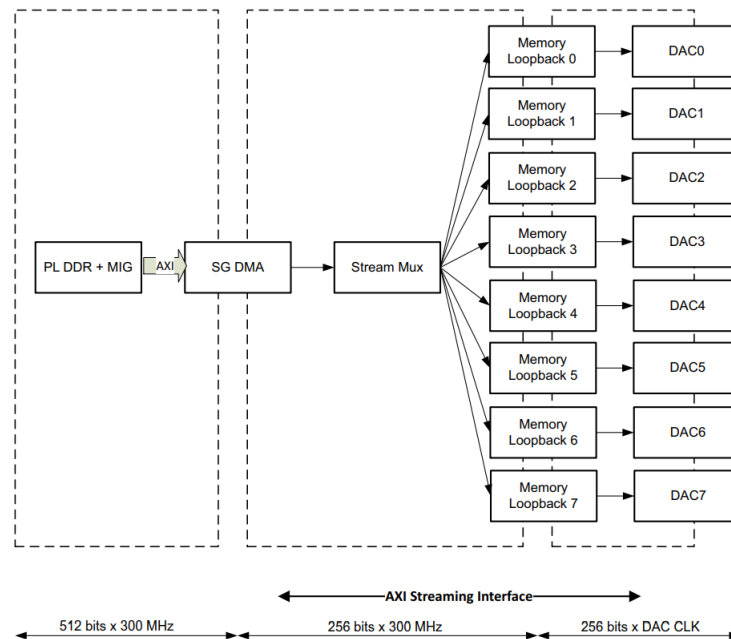 Memory
Loopback 0
DAC0
Memory
Loopback 1
DAC1
Memory
Loopback 2
DAC2
Memory
Loopback 3
DAC3
PL DDR + MIG
AXI
SG DMA
Stream Mux
Memory
Loopback 4
DAC4
Memory
Loopback 5
DAC5
Memory
Loopback 6
DAC6
Memory
Loopback 7
DAC7
AXI Streaming Interface
512 bits x 300 MHz
256 bits x 300 MHz
256 bits x DAC CLK